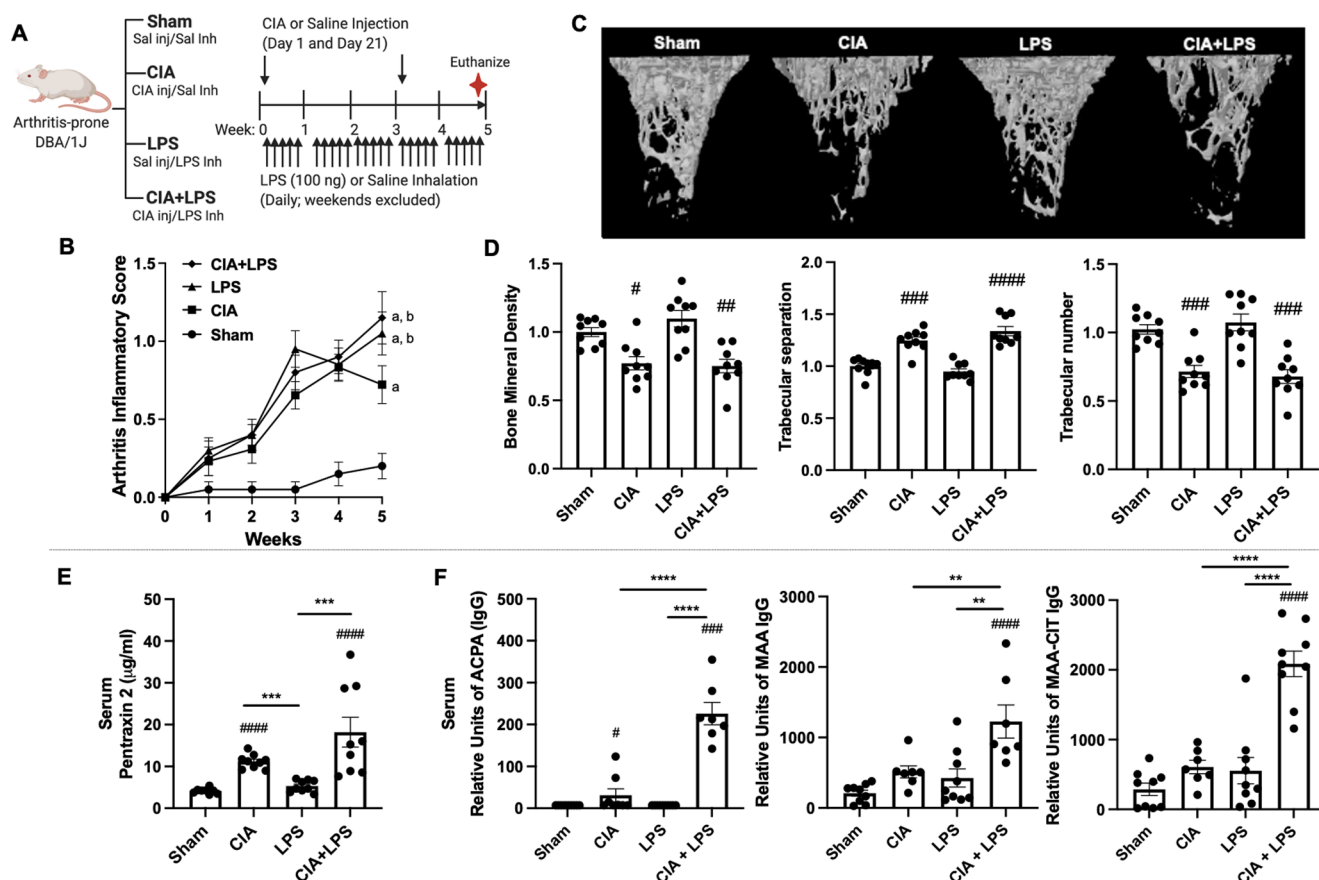 A
Sham
Sal inj/Sal Inh
CIA
CIA inj/Sal Inh
Arthritis-prone
DBA/1J
LPS
Sal inj/LPS Inh
CIA+LPS
CIA inj/LPS Inh
CIA or Saline Injection
(Day 1 and Day 21)
Euthanize
Week: 0 1 2 3 4 5
LPS (100 ng) or Saline Inhalation
(Daily; weekends excluded)
C
Sham CIA LPS CIA+LPS
B
Arthritis Inflammatory Score
1.5
1.0
0.5
0.0
CIA+LPS
LPS
CIA
Sham
a, b
a, b
a
0 1 2 3 4 5
Weeks
D
Bone Mineral Density
1.5
1.0
0.5
0.0
# ##
Sham CIA LPS CIA+LPS
Trabecular separation
2.0
1.5
1.0
0.5
0.0
### ####
Sham CIA LPS CIA+LPS
Trabecular number
1.5
1.0
0.5
0.0
### ###
Sham CIA LPS CIA+LPS
E
Serum
Pentraxin 2 (µg/ml)
50
40
30
20
10
0
***
####
***
####
Sham CIA LPS CIA+LPS
F
Serum
Relative Units of ACPA (IgG)
500
400
300
200
100
0
****
****
###
#
Sham CIA LPS CIA + LPS
Relative Units of MAA IgG
3000
2000
1000
0
**
**
####
Sham CIA LPS CIA + LPS
Relative Units of MAA-CIT IgG
3000
2000
1000
0
****
****
####
Sham CIA LPS CIA + LPS